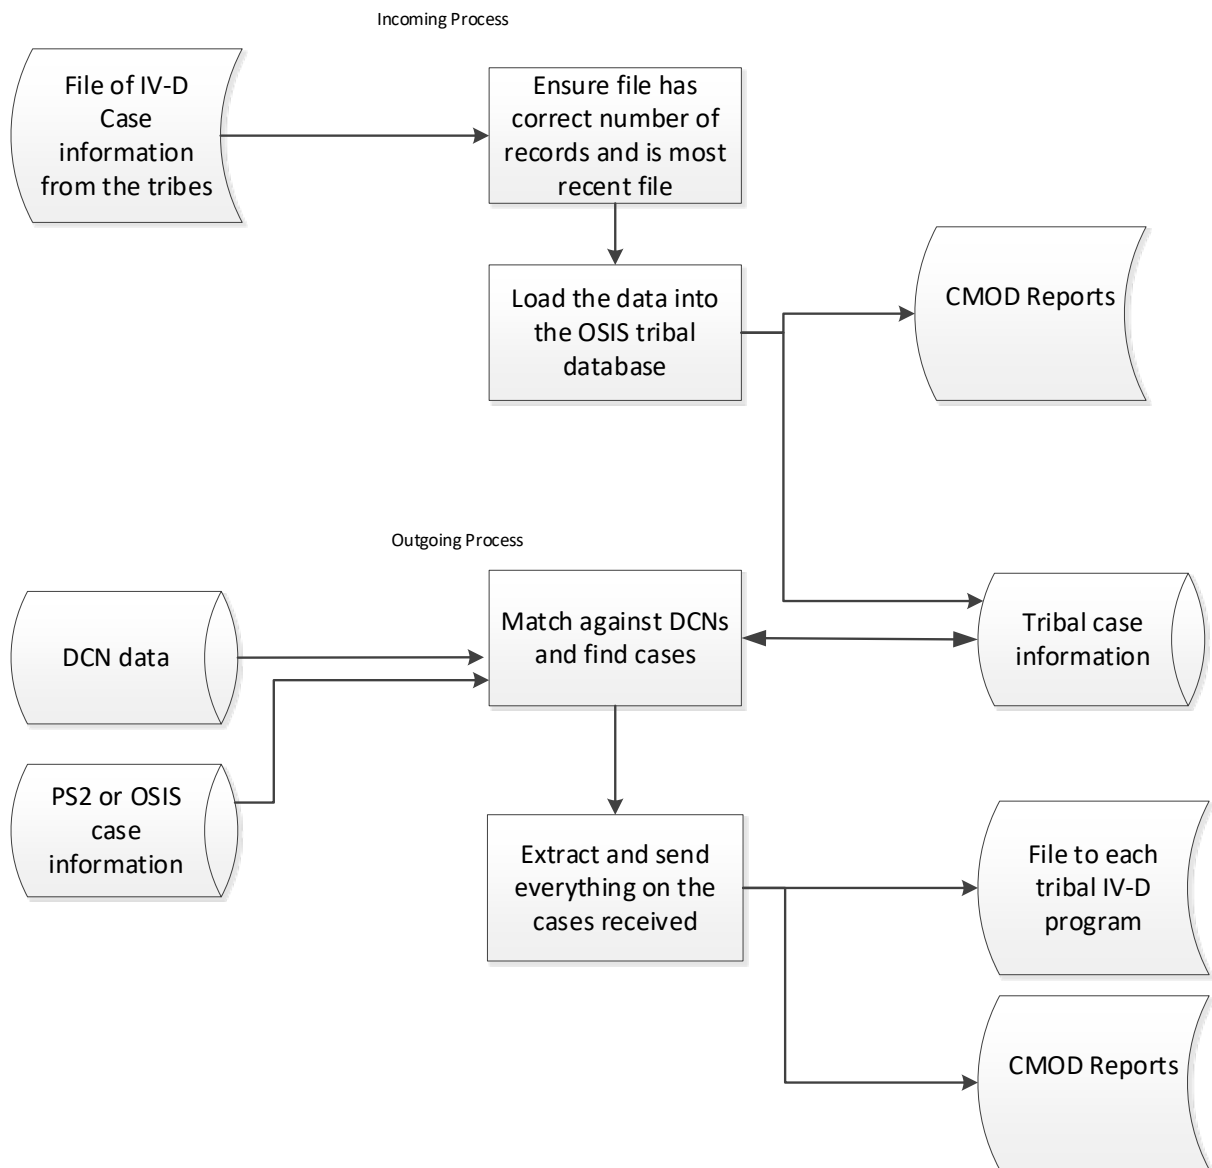 Incoming Process
File of IV-D
Case
information
from the tribes
Ensure file has
correct number of
records and is most
recent file
Load the data into
the OSIS tribal
database
CMOD Reports
Outgoing Process
DCN data
Match against DCNs
and find cases
Tribal case
information
PS2 or OSIS
case
information
Extract and send
everything on the
cases received
File to each
tribal IV-D
program
CMOD Reports